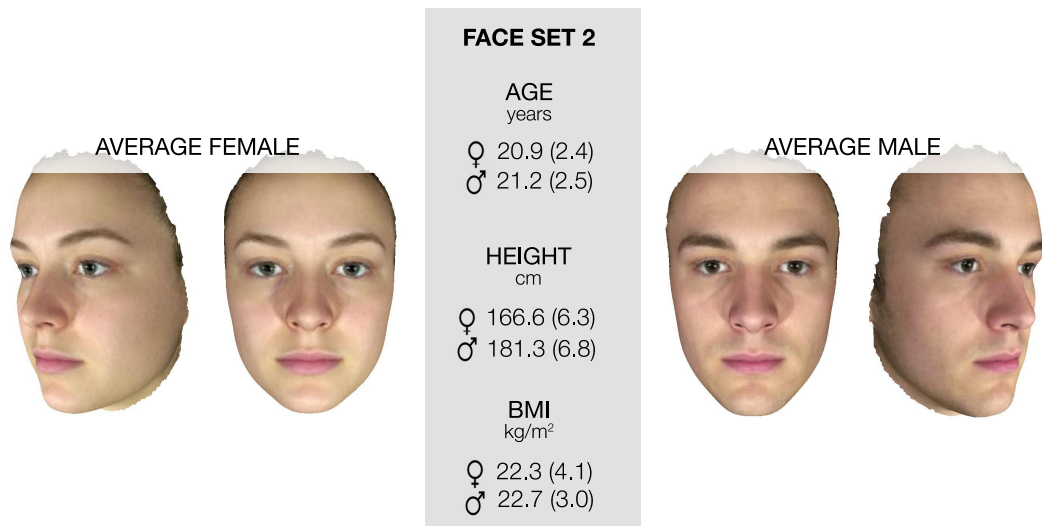 FACE SET 2
AVERAGE FEMALE
AVERAGE MALE
AGE
years
♀ 20.9 (2.4)
♂ 21.2 (2.5)
HEIGHT
cm
♀ 166.6 (6.3)
♂ 181.3 (6.8)
BMI
kg/m²
♀ 22.3 (4.1)
♂ 22.7 (3.0)